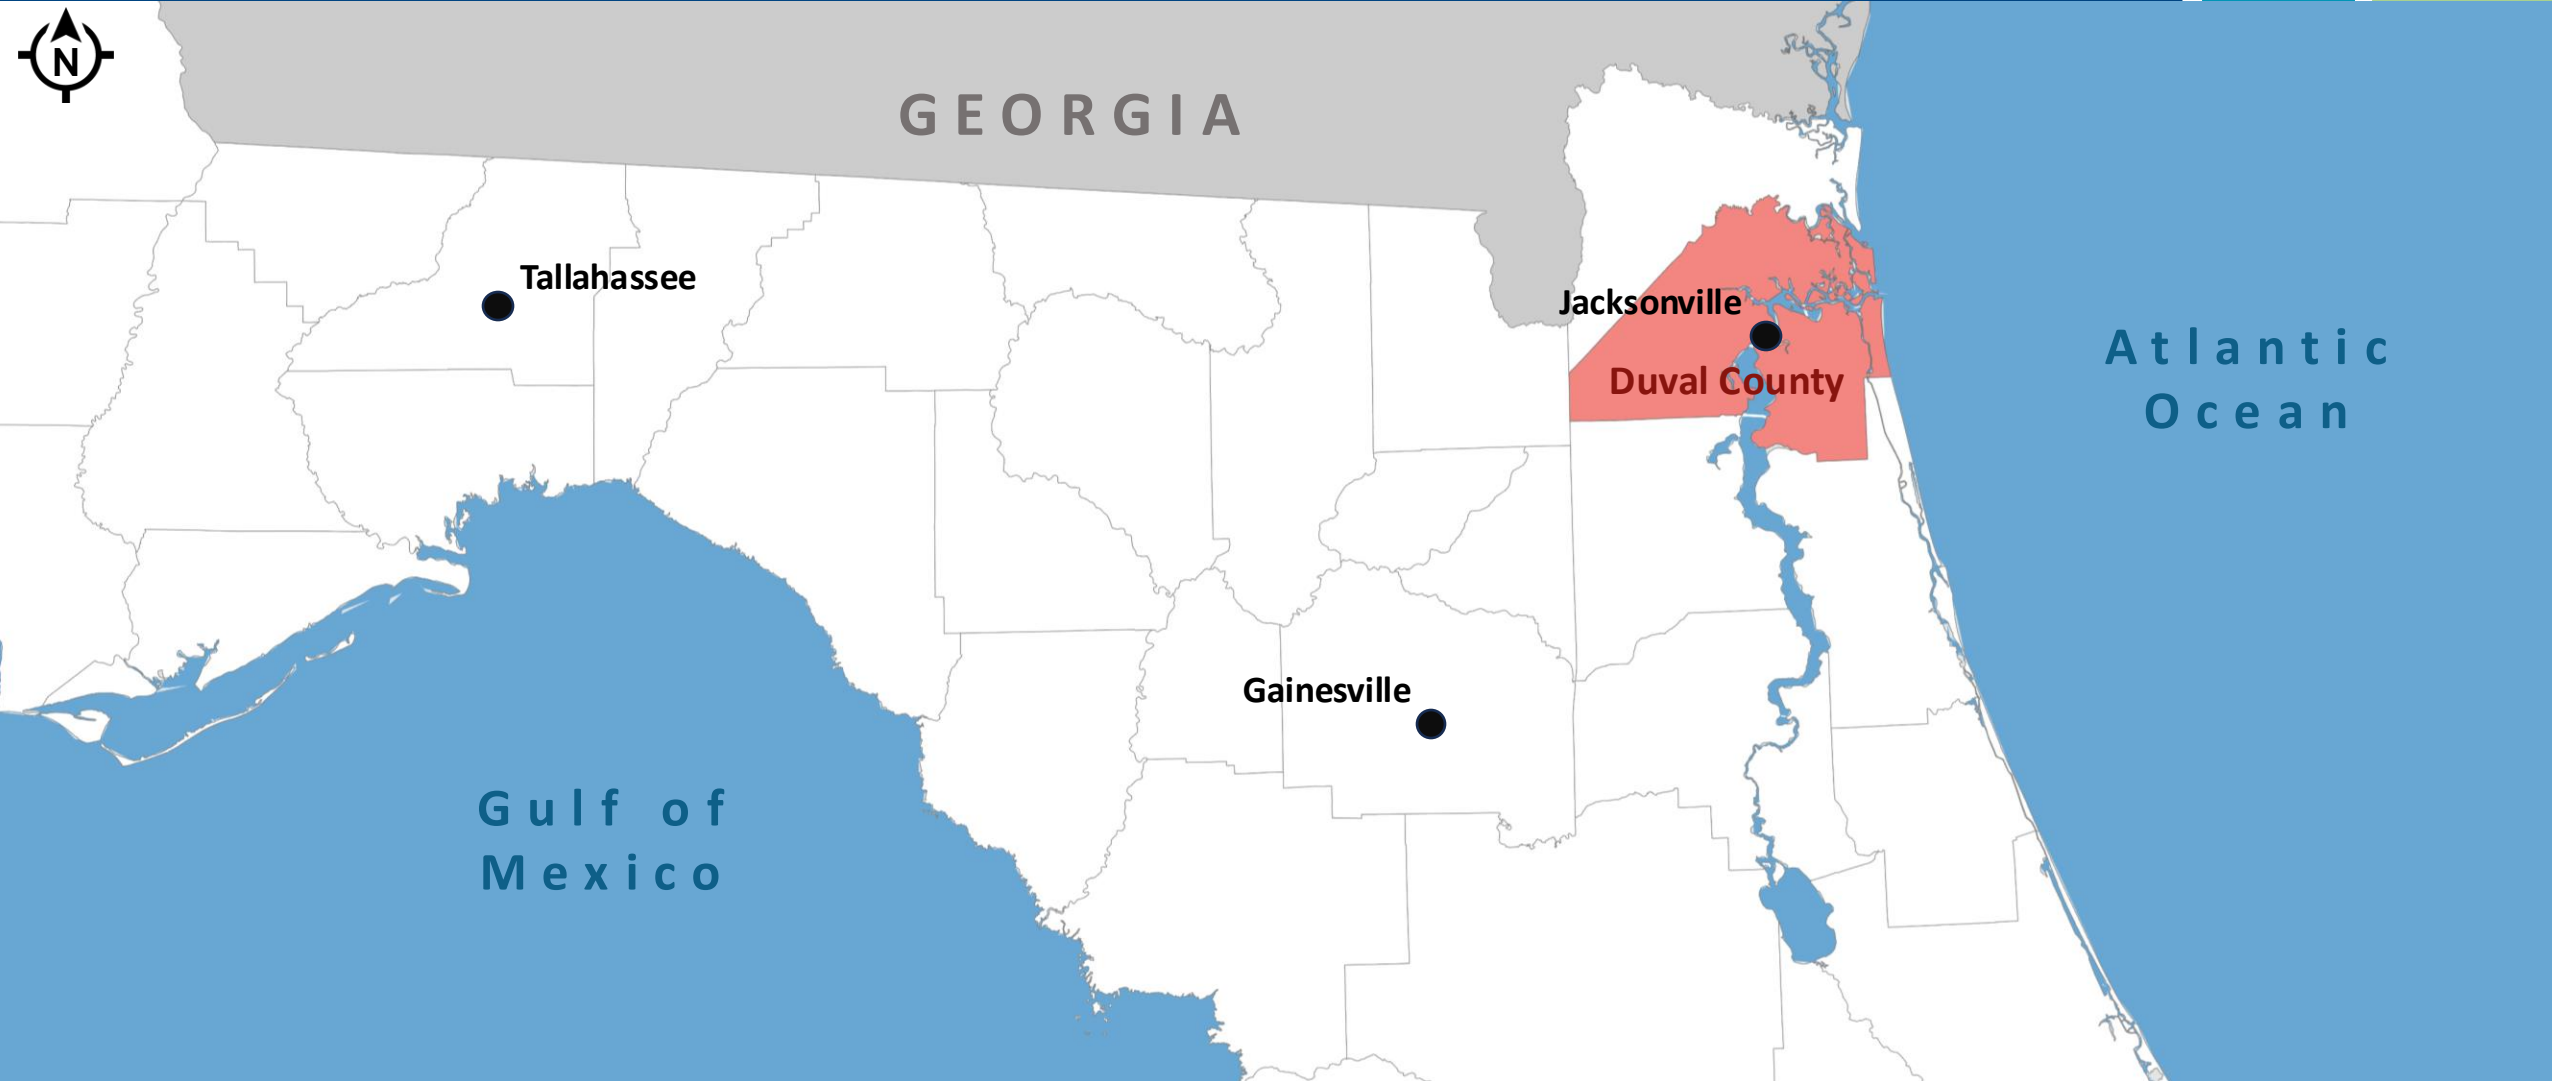 N
GEORGIA
Tallahassee
Jacksonville
Duval County
Atlantic
Ocean
Gainesville
Gulf of
Mexico